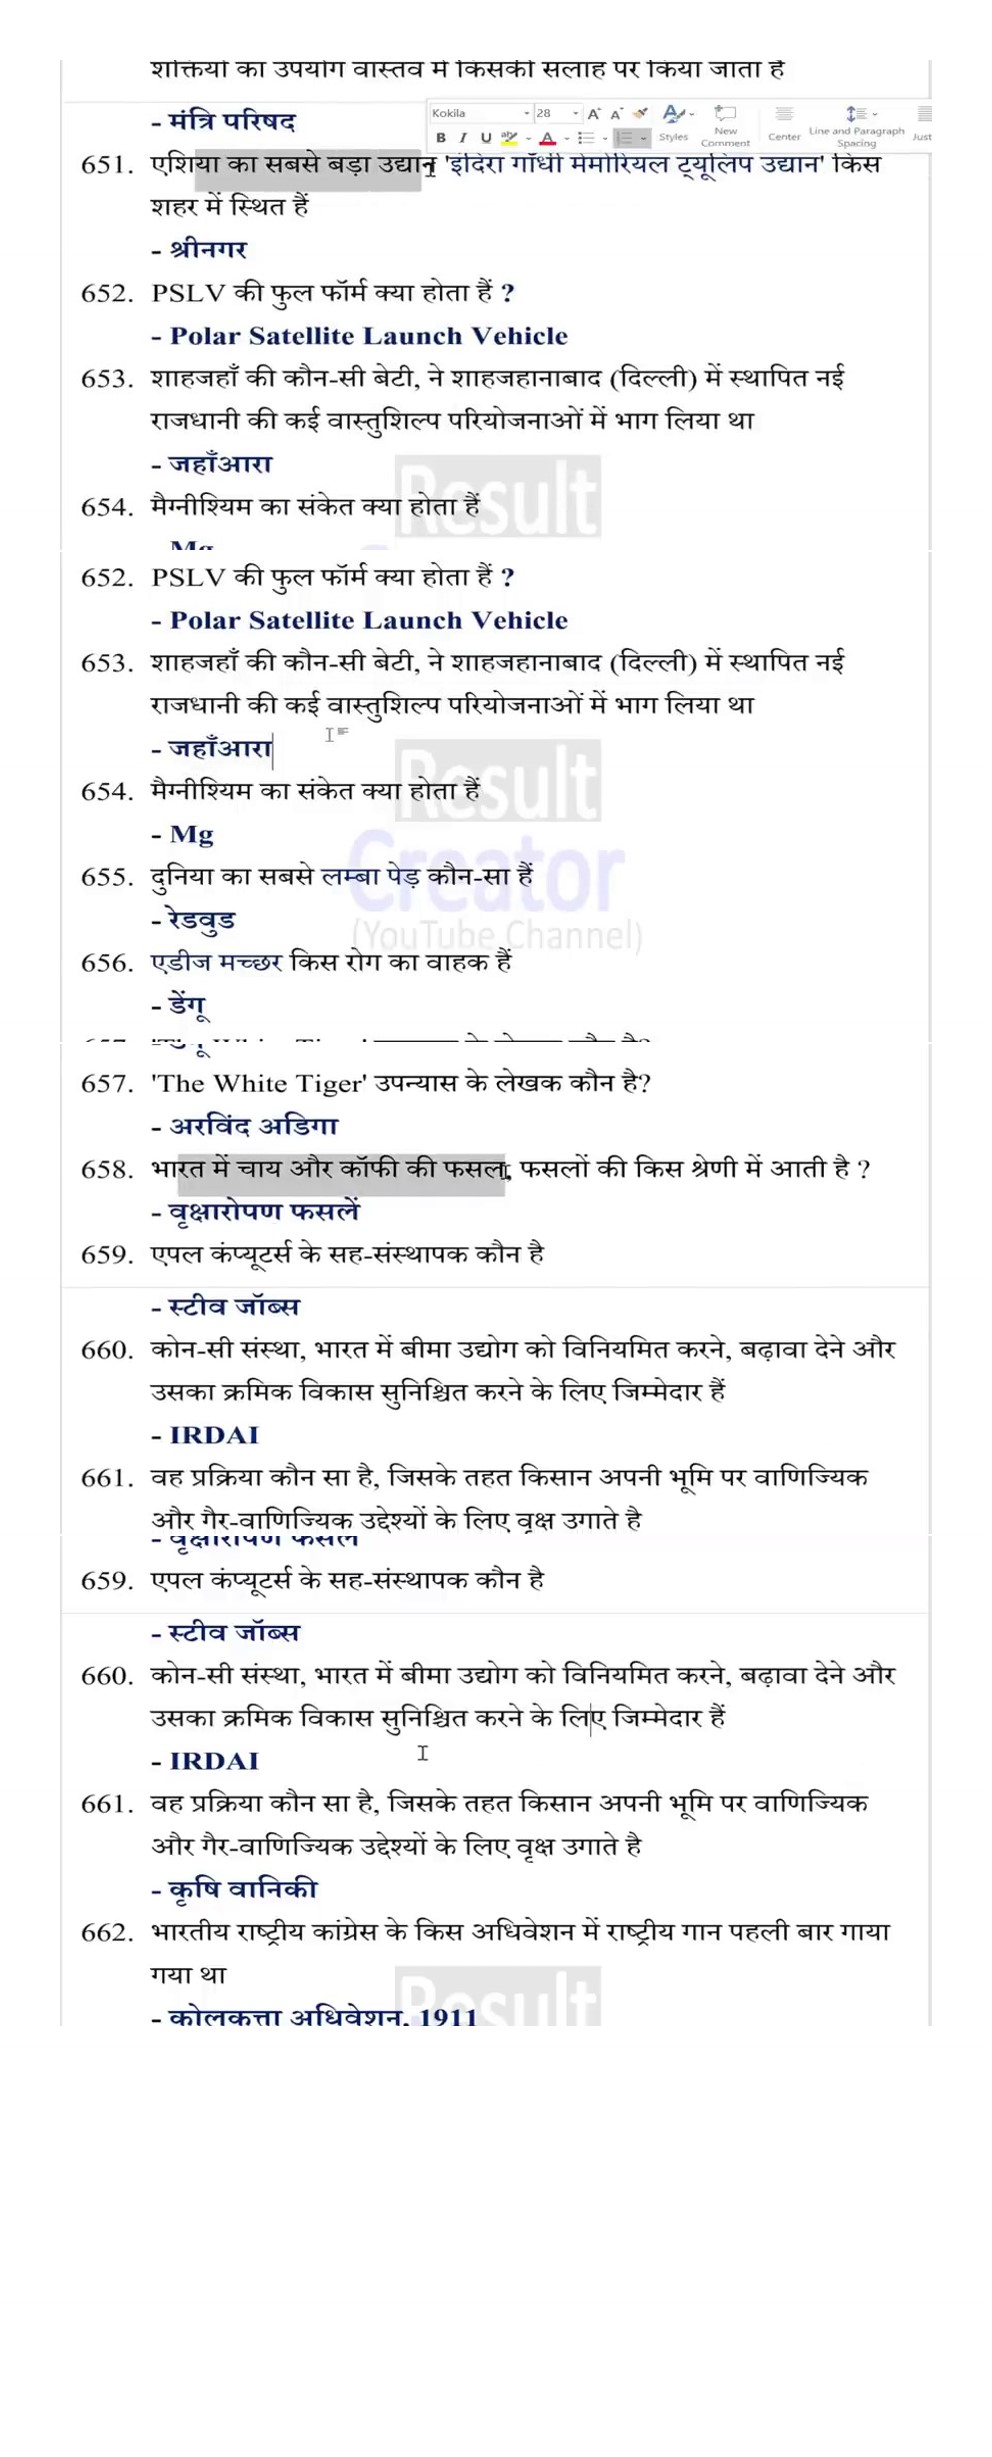 शक्तियों का उपयोग वास्तव में किसकी सलाह पर किया जाता है
- मंत्रि परिषद
Kokila 28
B I U Styles New Comment Center Line and Paragraph Spacing Just
651. एशिया का सबसे बड़ा उद्यान 'इंदिरा गाँधी मेमोरियल ट्यूलिप उद्यान' किस
शहर में स्थित हैं
- श्रीनगर
652. PSLV की फुल फॉर्म क्या होता हैं ?
- Polar Satellite Launch Vehicle
653. शाहजहाँ की कौन-सी बेटी, ने शाहजहानाबाद (दिल्ली) में स्थापित नई
राजधानी की कई वास्तुशिल्प परियोजनाओं में भाग लिया था
- जहाँआरा
Result
654. मैग्नीश्यिम का संकेत क्या होता हैं
- Mg
652. PSLV की फुल फॉर्म क्या होता हैं ?
- Polar Satellite Launch Vehicle
653. शाहजहाँ की कौन-सी बेटी, ने शाहजहानाबाद (दिल्ली) में स्थापित नई
राजधानी की कई वास्तुशिल्प परियोजनाओं में भाग लिया था
- जहाँआरा
Result
654. मैग्नीश्यिम का संकेत क्या होता हैं
- Mg
Creator
655. दुनिया का सबसे लम्बा पेड़ कौन-सा हैं
- रेडवुड
(YouTube Channel)
656. एडीज मच्छर किस रोग का वाहक हैं
- डेंगू
657. 'The White Tiger' उपन्यास के लेखक कौन है?
- अरविंद अडिगा
658. भारत में चाय और कॉफी की फसल, फसलों की किस श्रेणी में आती है ?
- वृक्षारोपण फसलें
659. एपल कंप्यूटर्स के सह-संस्थापक कौन है
- स्टीव जॉब्स
660. कोन-सी संस्था, भारत में बीमा उद्योग को विनियमित करने, बढ़ावा देने और
उसका क्रमिक विकास सुनिश्चित करने के लिए जिम्मेदार हैं
- IRDAI
661. वह प्रक्रिया कौन सा है, जिसके तहत किसान अपनी भूमि पर वाणिज्यिक
और गैर-वाणिज्यिक उद्देश्यों के लिए वृक्ष उगाते है
- वृक्षारोपण फसलें
659. एपल कंप्यूटर्स के सह-संस्थापक कौन है
- स्टीव जॉब्स
660. कोन-सी संस्था, भारत में बीमा उद्योग को विनियमित करने, बढ़ावा देने और
उसका क्रमिक विकास सुनिश्चित करने के लिए जिम्मेदार हैं
- IRDAI
661. वह प्रक्रिया कौन सा है, जिसके तहत किसान अपनी भूमि पर वाणिज्यिक
और गैर-वाणिज्यिक उद्देश्यों के लिए वृक्ष उगाते है
- कृषि वानिकी
662. भारतीय राष्ट्रीय कांग्रेस के किस अधिवेशन में राष्ट्रीय गान पहली बार गाया
गया था
Result
- कोलकत्ता अधिवेशन, 1911